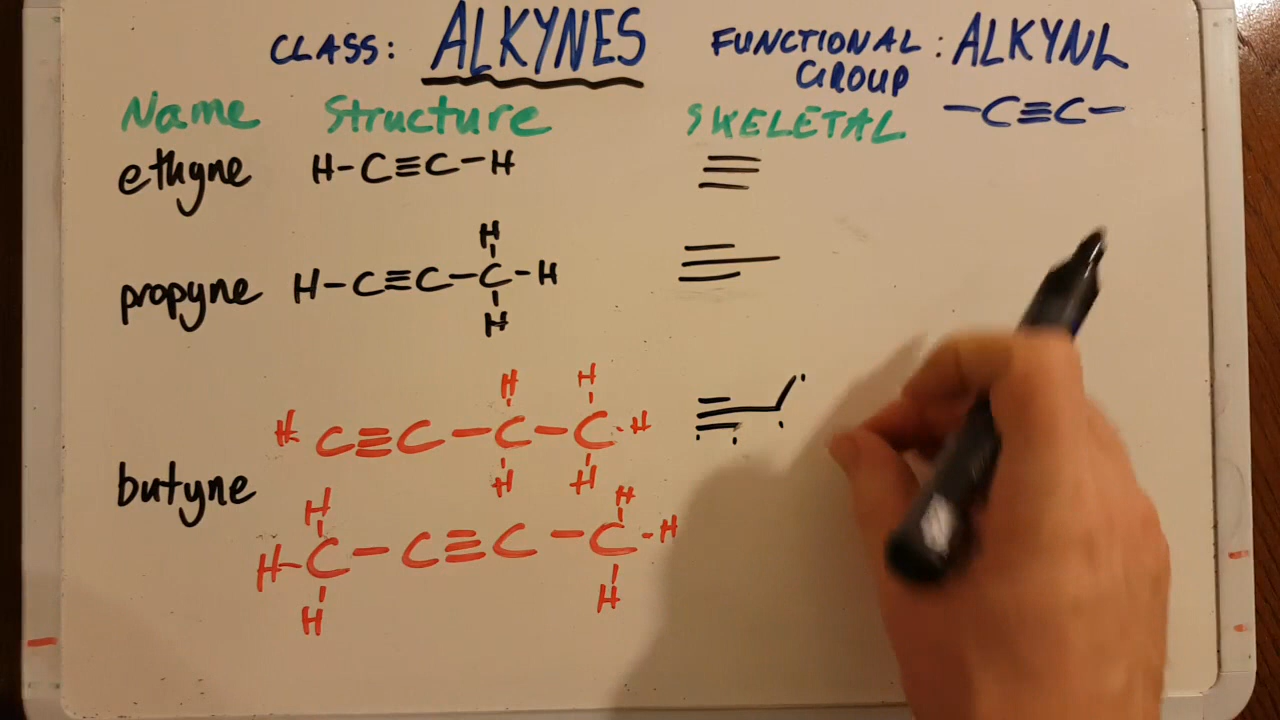 CLASS: ALKYNES FUNCTIONAL GROUP : ALKYNL
–C≡C–
Name Structure SKELETAL
ethyne H–C≡C–H
H
propyne H–C≡C–C–H
H
H H
H C≡C–C–C-H
H H
butyne
H H
H–C–C≡C–C-H
H H